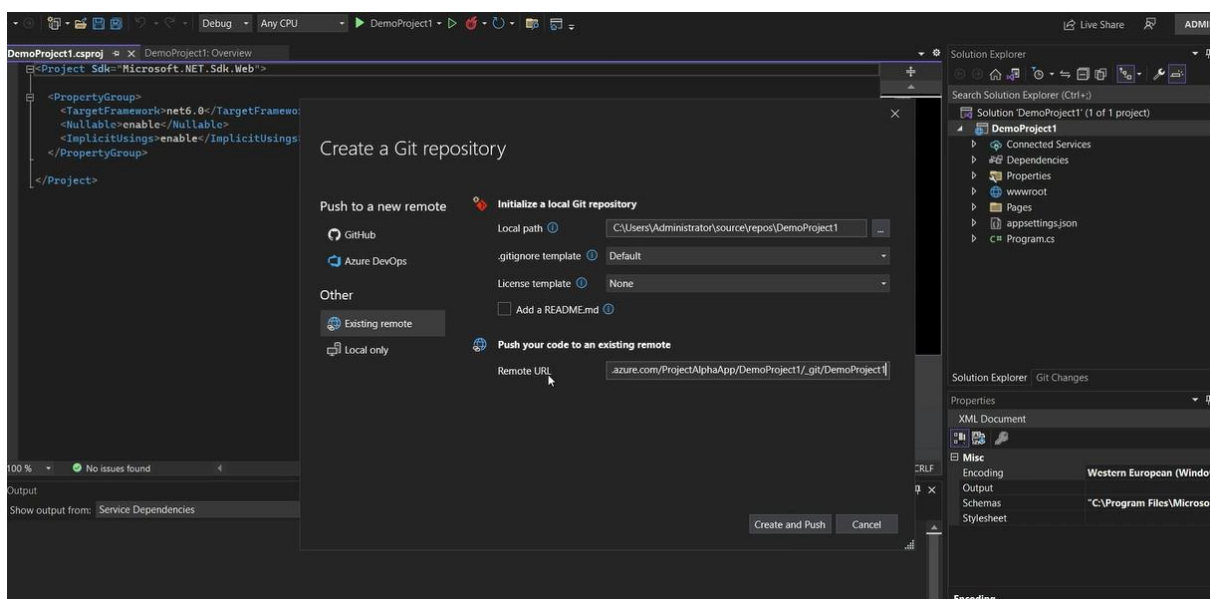 Debug Any CPU DemoProject1 Live Share ADMI
DemoProject1.csproj DemoProject1: Overview
<Project Sdk="Microsoft.NET.Sdk.Web">
<PropertyGroup>
<TargetFramework>net6.0</TargetFramewo
<Nullable>enable</Nullable>
<ImplicitUsings>enable</ImplicitUsings
</PropertyGroup>
</Project>
100 % No issues found
CRLF
Output
Show output from: Service Dependencies
Create a Git repository
Push to a new remote
GitHub
Azure DevOps
Other
Existing remote
Local only
Initialize a local Git repository
Local path C:\Users\Administrator\source\repos\DemoProject1 ...
.gitignore template Default
License template None
Add a README.md
Push your code to an existing remote
Remote URL .azure.com/ProjectAlphaApp/DemoProject1/_git/DemoProject1
Create and Push Cancel
Solution Explorer
Search Solution Explorer (Ctrl+;)
Solution 'DemoProject1' (1 of 1 project)
DemoProject1
Connected Services
Dependencies
Properties
wwwroot
Pages
appsettings.json
C# Program.cs
Solution Explorer Git Changes
Properties
XML Document
Misc
Encoding Western European (Windo
Output
Schemas "C:\Program Files\Microso
Stylesheet
Encoding